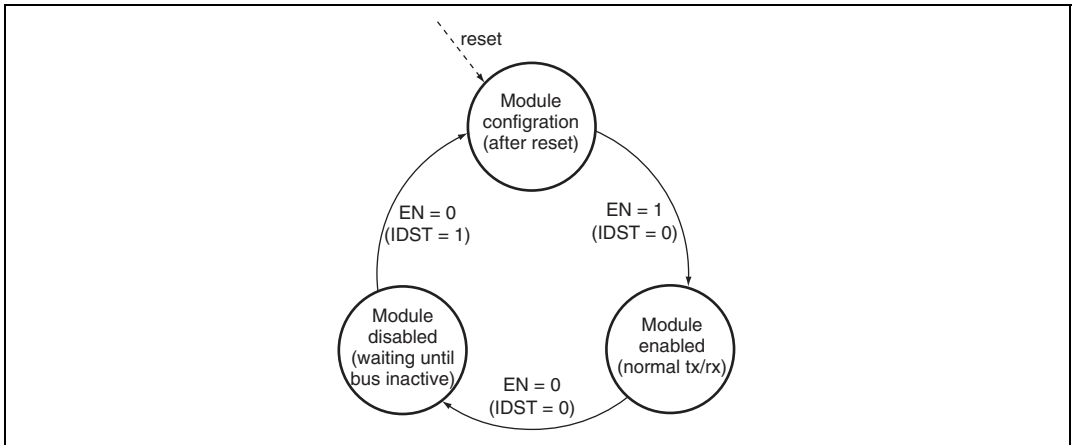 reset
Module
configration
(after reset)
EN = 0
(IDST = 1)
EN = 1
(IDST = 0)
Module
disabled
(waiting until
bus inactive)
Module
enabled
(normal tx/rx)
EN = 0
(IDST = 0)